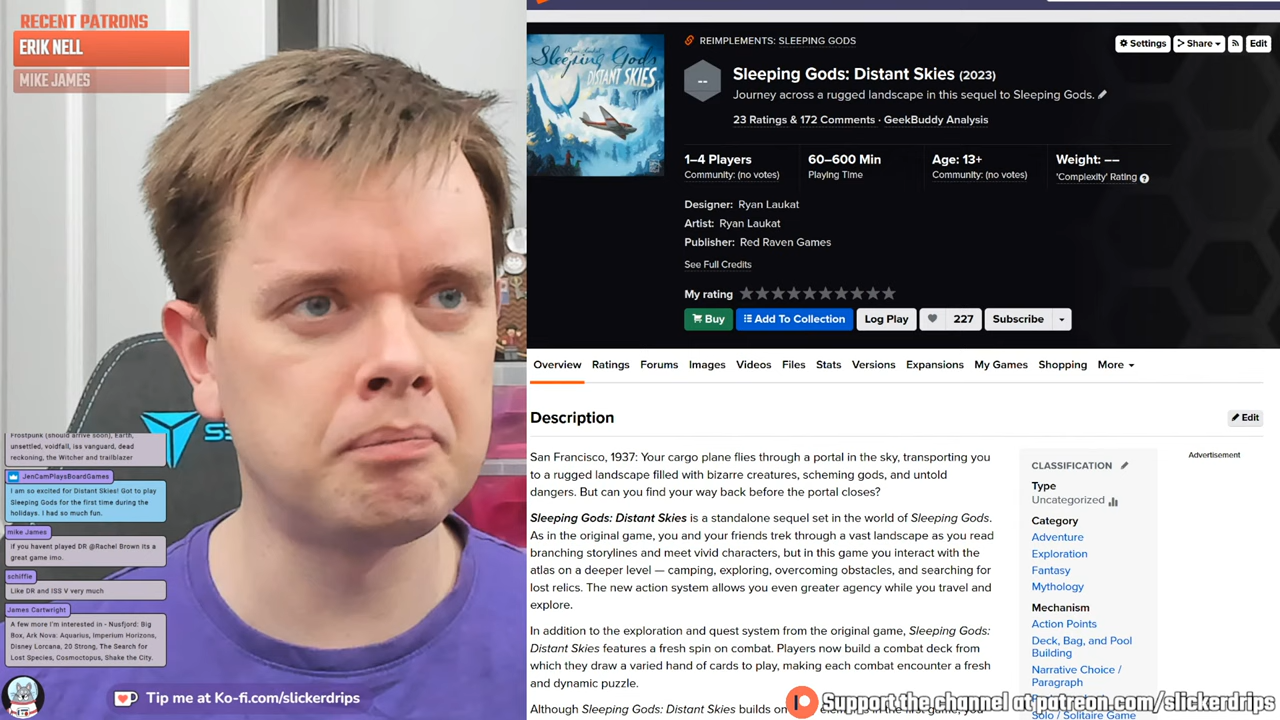 RECENT PATRONS
ERIK NELL
MIKE JAMES
Frostpunk (should arrive soon), Earth,
unsettled, voidfall, iss vanguard, dead
reckoning, the Witcher and trailblazer
JenCamPlaysBoardGames
I am so excited for Distant Skies! Got to play
Sleeping Gods for the first time during the
holidays. I had so much fun.
mike James
If you havent played DR @Rachel Brown its a
great game imo.
schiffie
Like DR and ISS V very much
James Cartwright
A few more I'm interested in - Nusfjord: Big
Box, Ark Nova: Aquarius, Imperium Horizons,
Disney Lorcana, 20 Strong, The Search for
Lost Species, Cosmoctopus, Shake the City.
Tip me at Ko-fi.com/slickerdrips
Sleeping Gods
DISTANT SKIES
REIMPLEMENTS: SLEEPING GODS
Settings
Share
Edit
--
Sleeping Gods: Distant Skies (2023)
Journey across a rugged landscape in this sequel to Sleeping Gods.
23 Ratings & 172 Comments · GeekBuddy Analysis
1–4 Players
Community: (no votes)
60–600 Min
Playing Time
Age: 13+
Community: (no votes)
Weight: --
'Complexity' Rating
Designer: Ryan Laukat
Artist: Ryan Laukat
Publisher: Red Raven Games
See Full Credits
My rating
Buy
Add To Collection
Log Play
227
Subscribe
Overview Ratings Forums Images Videos Files Stats Versions Expansions My Games Shopping More
Description
Edit
San Francisco, 1937: Your cargo plane flies through a portal in the sky, transporting you
to a rugged landscape filled with bizarre creatures, scheming gods, and untold
dangers. But can you find your way back before the portal closes?
Sleeping Gods: Distant Skies is a standalone sequel set in the world of Sleeping Gods.
As in the original game, you and your friends trek through a vast landscape as you read
branching storylines and meet vivid characters, but in this game you interact with the
atlas on a deeper level — camping, exploring, overcoming obstacles, and searching for
lost relics. The new action system allows you even greater agency while you travel and
explore.
In addition to the exploration and quest system from the original game, Sleeping Gods:
Distant Skies features a fresh spin on combat. Players now build a combat deck from
which they draw a varied hand of cards to play, making each combat encounter a fresh
and dynamic puzzle.
Although Sleeping Gods: Distant Skies builds on
CLASSIFICATION
Type
Uncategorized
Category
Adventure
Exploration
Fantasy
Mythology
Mechanism
Action Points
Deck, Bag, and Pool
Building
Narrative Choice /
Paragraph
Solo / Solitaire Game
Advertisement
Support the channel at patreon.com/slickerdrips